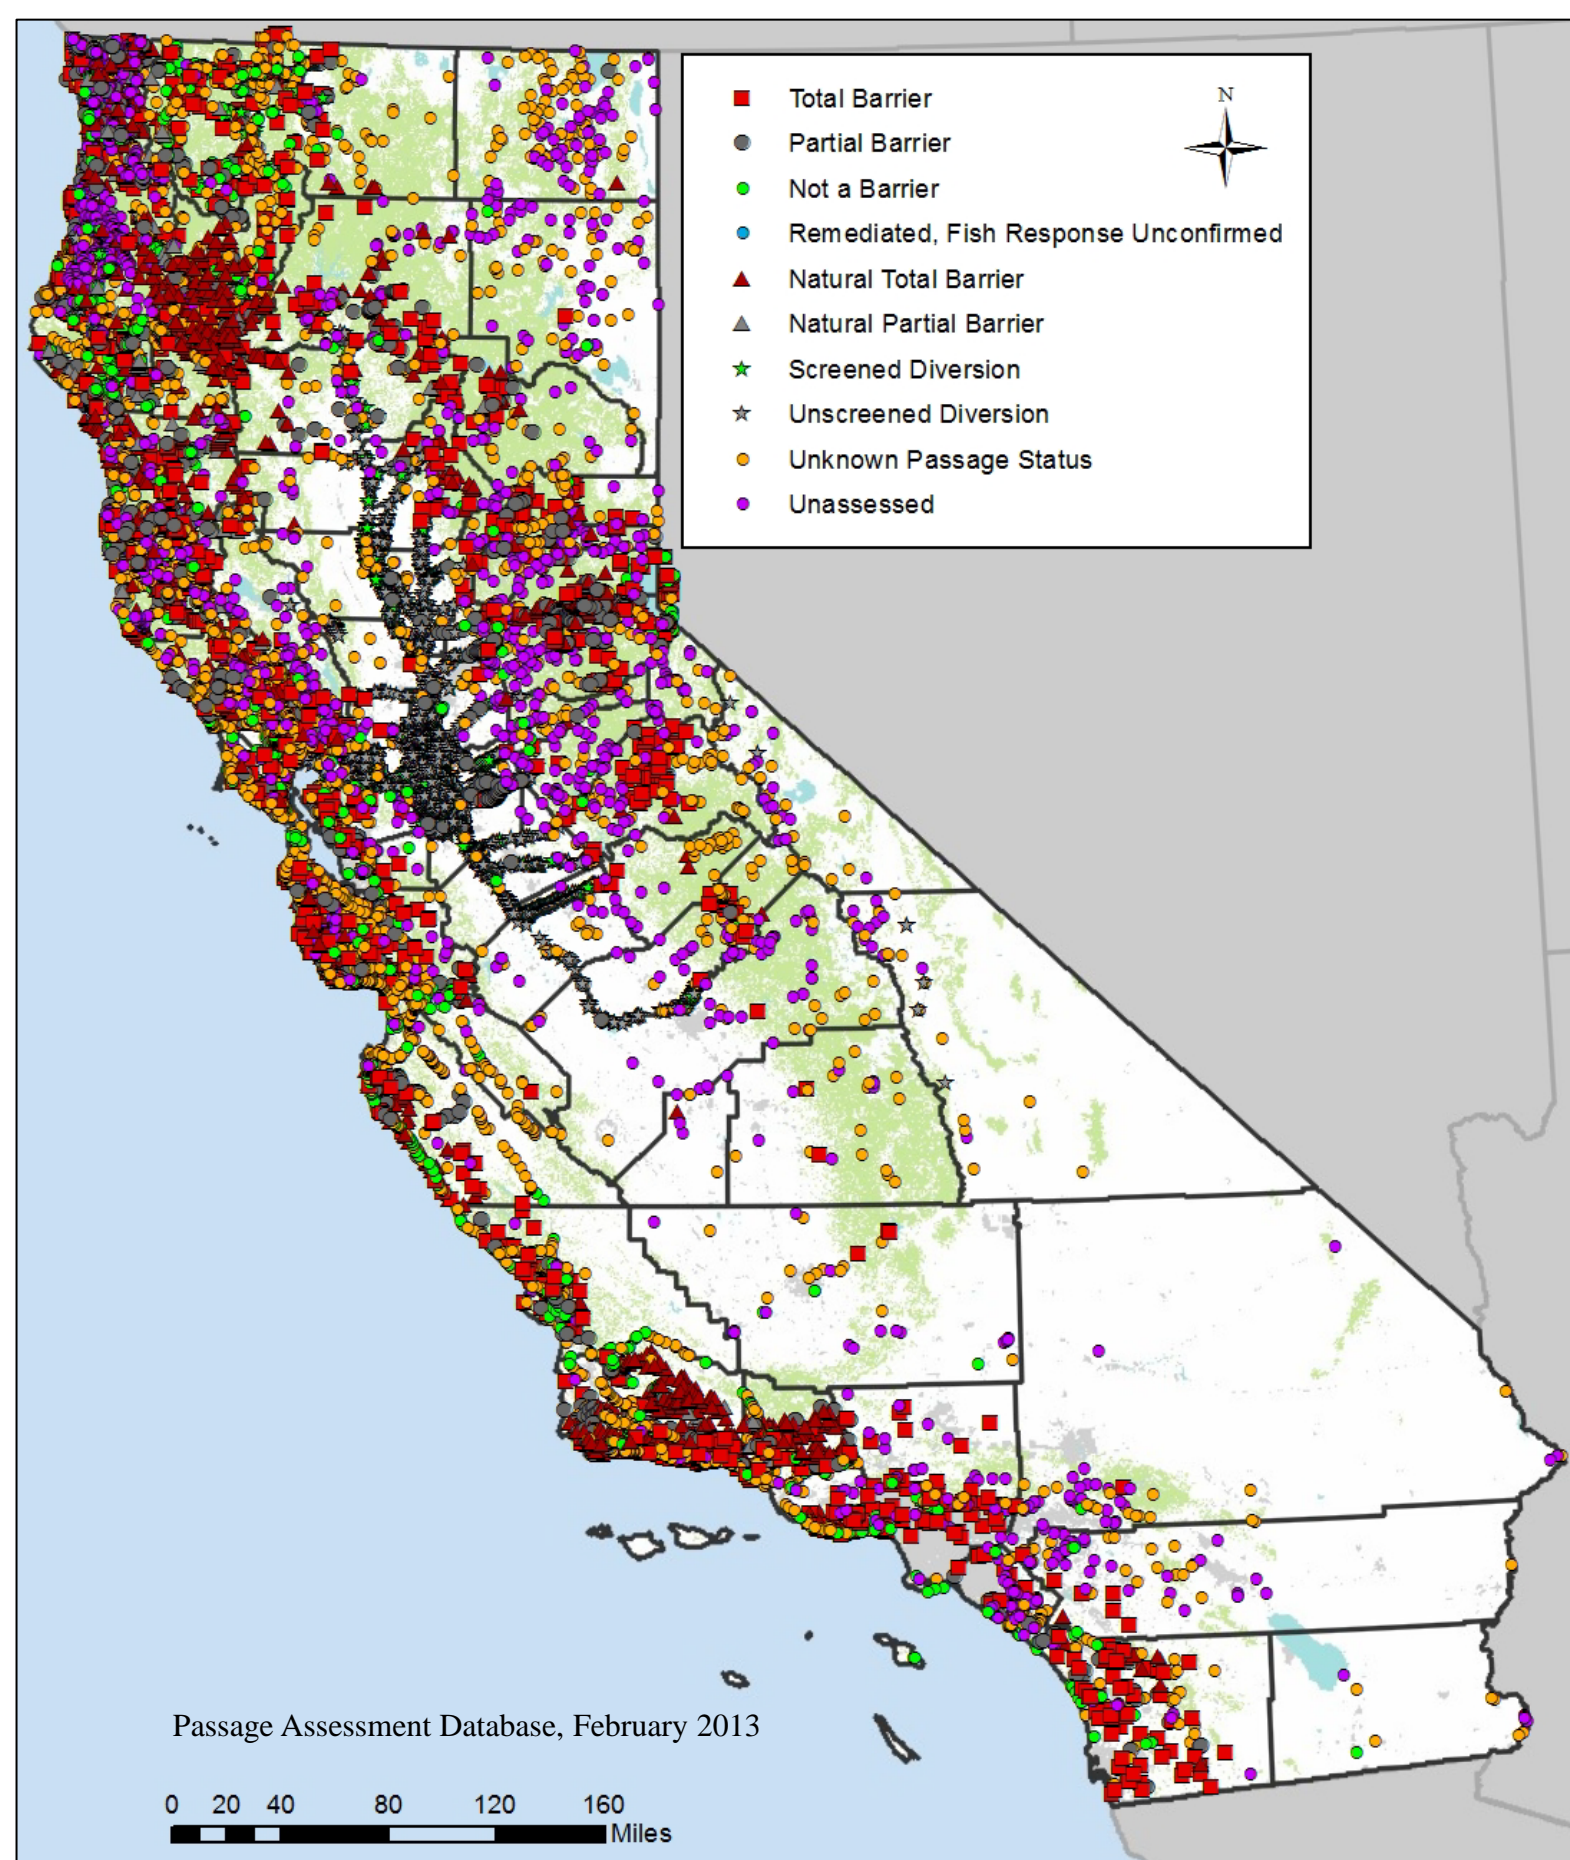 N
Total Barrier
Partial Barrier
Not a Barrier
Remediated, Fish Response Unconfirmed
Natural Total Barrier
Natural Partial Barrier
Screened Diversion
Unscreened Diversion
Unknown Passage Status
Unassessed
Passage Assessment Database, February 2013
0 20 40 80 120 160
Miles